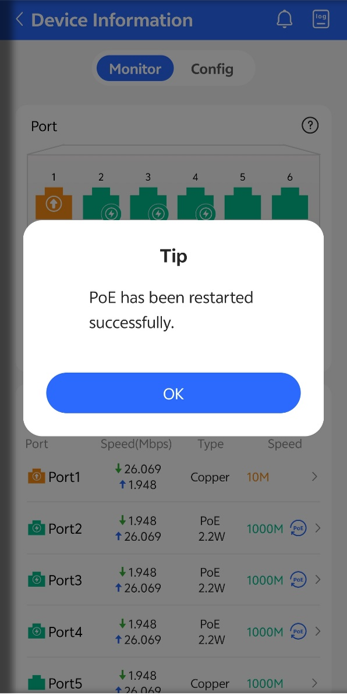 Device Information
log
Monitor
Config
Port
?
1 2 3 4 5 6
Tip
PoE has been restarted
successfully.
OK
Port Speed(Mbps) Type Speed
Port1 ↓26.069 ↑1.948 Copper 10M
Port2 ↓1.948 ↑26.069 PoE 2.2W 1000M PoE
Port3 ↓1.948 ↑26.069 PoE 2.2W 1000M PoE
Port4 ↓1.948 ↑26.069 PoE 2.2W 1000M PoE
Port5 ↓1.948 ↑26.069 Copper 1000M